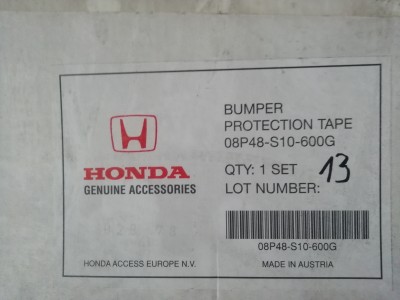 BUMPER
PROTECTION TAPE
08P48-S10-600G
HONDA
GENUINE ACCESSORIES
QTY: 1 SET
LOT NUMBER: 13
08P48-S10-600G
HONDA ACCESS EUROPE N.V.
MADE IN AUSTRIA